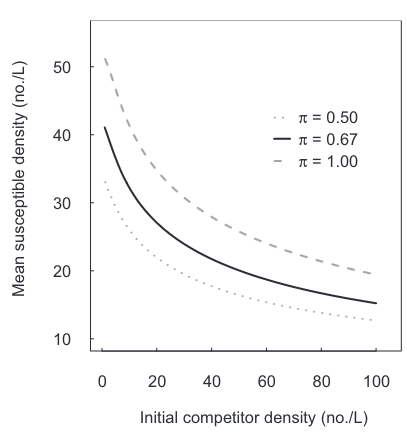 Mean susceptible density (no./L)
50
40
30
20
10
π = 0.50
π = 0.67
π = 1.00
0 20 40 60 80 100
Initial competitor density (no./L)